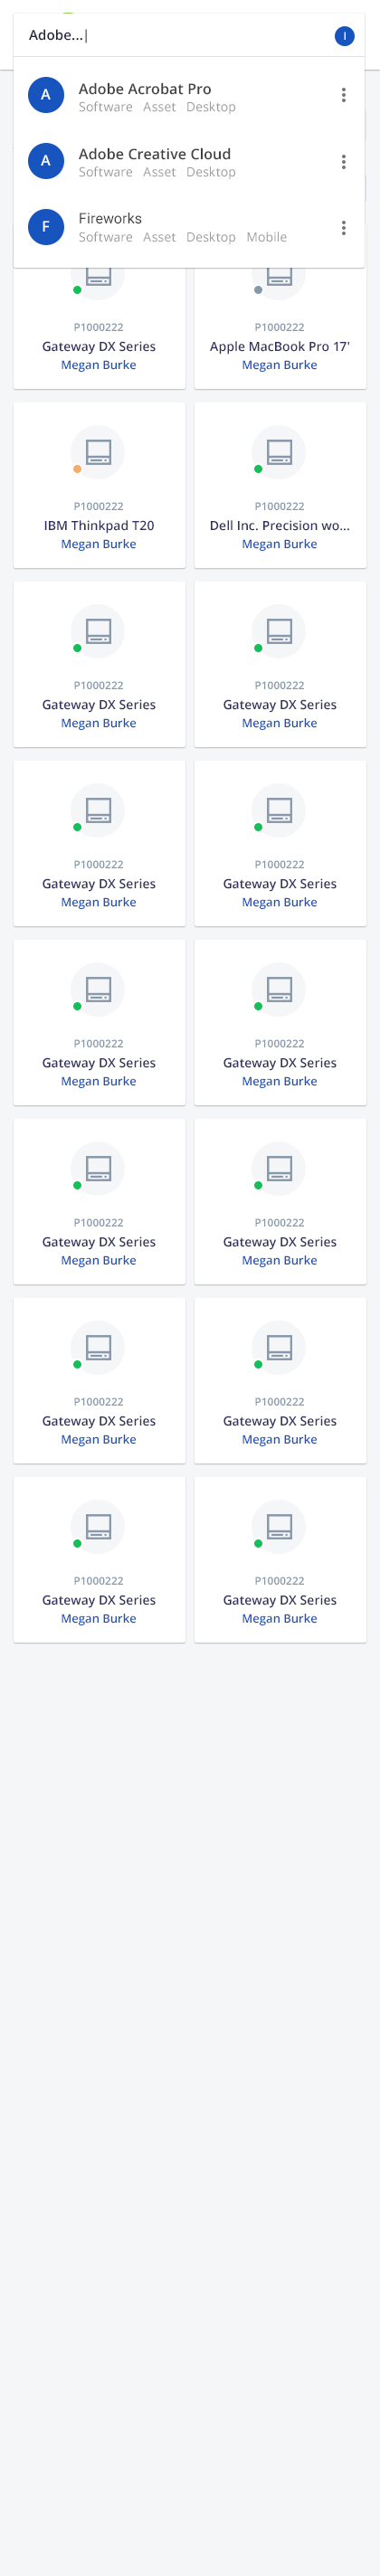 Adobe...|
I
A
Adobe Acrobat Pro
Software Asset Desktop
A
Adobe Creative Cloud
Software Asset Desktop
F
Fireworks
Software Asset Desktop Mobile
P1000222 P1000222
Gateway DX Series Apple MacBook Pro 17'
Megan Burke Megan Burke
P1000222 P1000222
IBM Thinkpad T20 Dell Inc. Precision wo...
Megan Burke Megan Burke
P1000222 P1000222
Gateway DX Series Gateway DX Series
Megan Burke Megan Burke
P1000222 P1000222
Gateway DX Series Gateway DX Series
Megan Burke Megan Burke
P1000222 P1000222
Gateway DX Series Gateway DX Series
Megan Burke Megan Burke
P1000222 P1000222
Gateway DX Series Gateway DX Series
Megan Burke Megan Burke
P1000222 P1000222
Gateway DX Series Gateway DX Series
Megan Burke Megan Burke
P1000222 P1000222
Gateway DX Series Gateway DX Series
Megan Burke Megan Burke